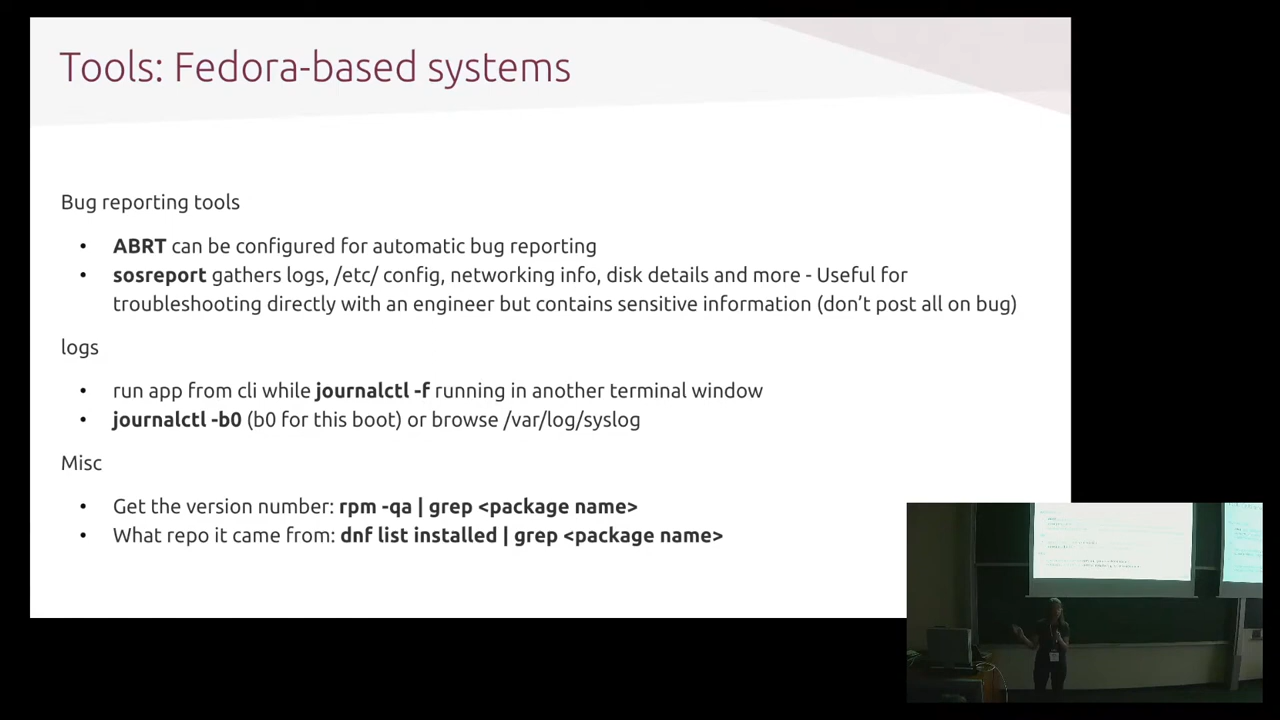 Tools: Fedora-based systems
Bug reporting tools
• ABRT can be configured for automatic bug reporting
• sosreport gathers logs, /etc/ config, networking info, disk details and more - Useful for
troubleshooting directly with an engineer but contains sensitive information (don’t post all on bug)
logs
• run app from cli while journalctl -f running in another terminal window
• journalctl -b0 (b0 for this boot) or browse /var/log/syslog
Misc
• Get the version number: rpm -qa | grep <package name>
• What repo it came from: dnf list installed | grep <package name>